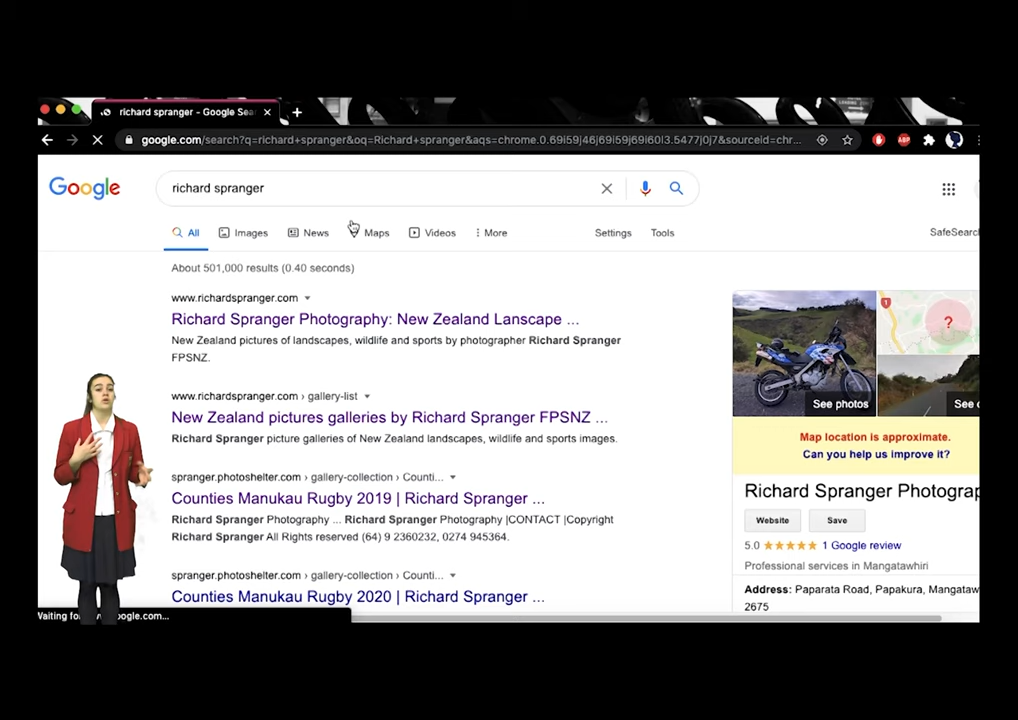 richard spranger - Google Sea
google.com/search?q=richard+spranger&oq=Richard+spranger&aqs=chrome.0.69i59j46j69i59j69i60l3.5477j0j7&sourceid=chr...
ABP
Google
richard spranger
All
Images
News
Maps
Videos
More
Settings
Tools
SafeSearch
About 501,000 results (0.40 seconds)
www.richardspranger.com
Richard Spranger Photography: New Zealand Lanscape ...
New Zealand pictures of landscapes, wildlife and sports by photographer Richard Spranger
FPSNZ.
www.richardspranger.com › gallery-list
New Zealand pictures galleries by Richard Spranger FPSNZ ...
Richard Spranger picture galleries of New Zealand landscapes, wildlife and sports images.
spranger.photoshelter.com › gallery-collection › Counti...
Counties Manukau Rugby 2019 | Richard Spranger ...
Richard Spranger Photography ... Richard Spranger Photography |CONTACT |Copyright
Richard Spranger All Rights reserved (64) 9 2360232, 0274 945364.
spranger.photoshelter.com › gallery-collection › Counti...
Counties Manukau Rugby 2020 | Richard Spranger ...
Waiting for
google.com...
1
?
See photos
See
Map location is approximate.
Can you help us improve it?
Richard Spranger Photograp
Website
Save
5.0
1 Google review
Professional services in Mangatawhiri
Address: Paparata Road, Papakura, Mangataw
2675